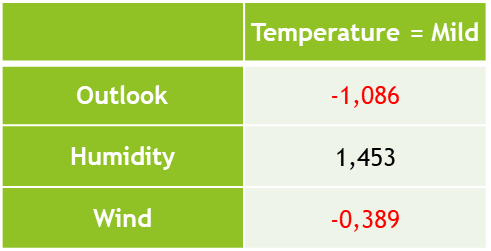 Temperature = Mild
Outlook -1,086
Humidity 1,453
Wind -0,389